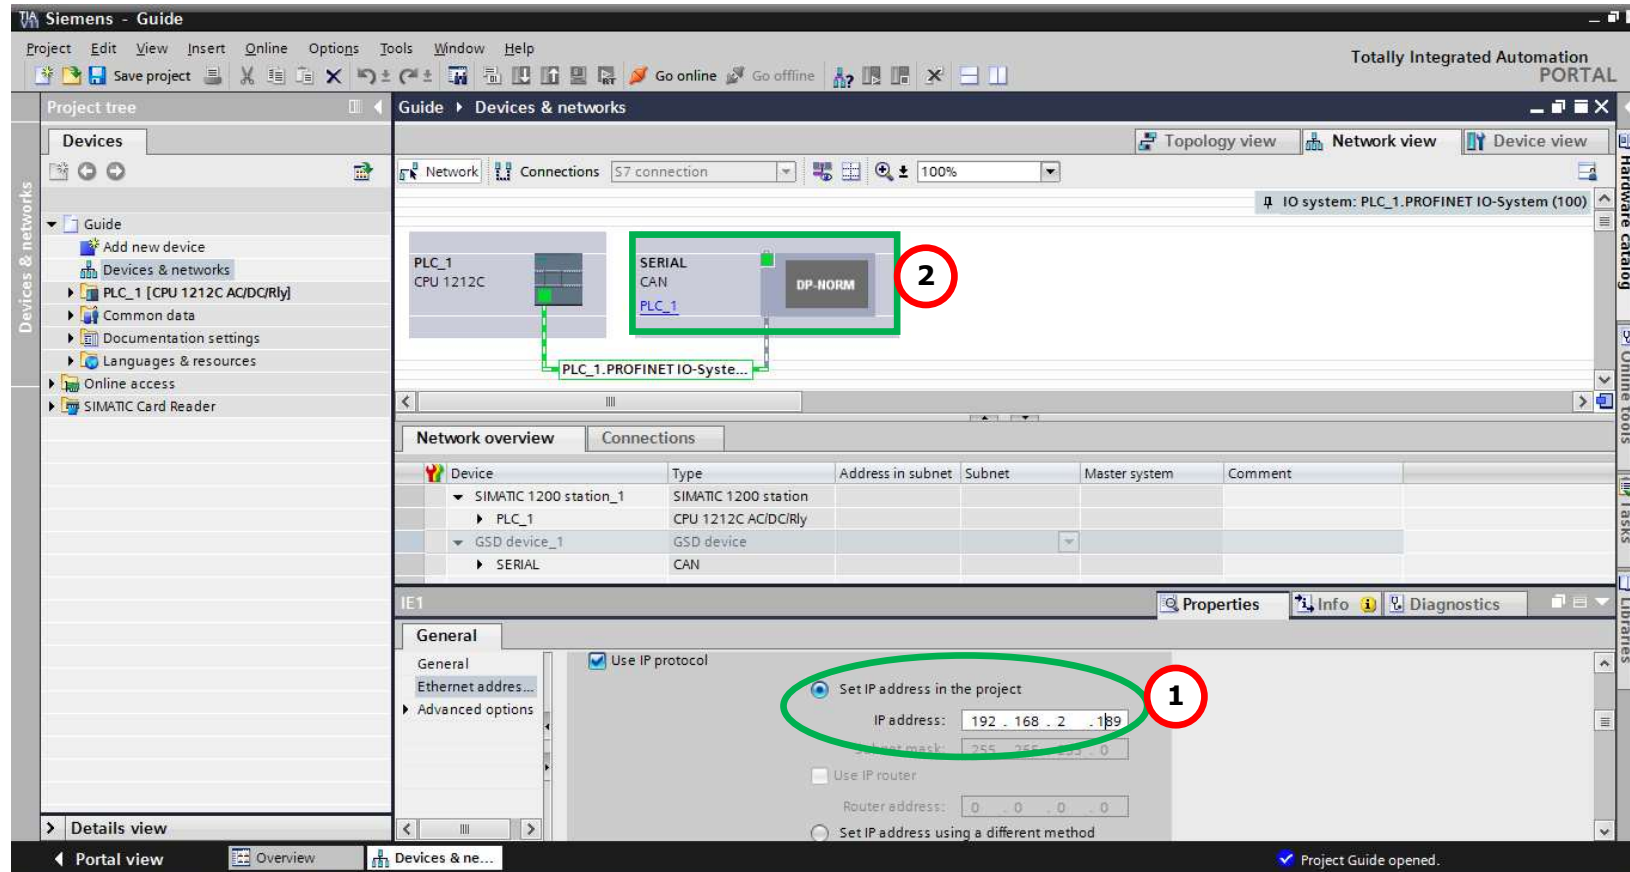 Siemens - Guide
Project Edit View Insert Online Options Tools Window Help
Totally Integrated Automation
PORTAL
Save project Go online Go offline
Project tree
Guide Devices & networks
Devices
Topology view Network view Device view
Network Connections S7 connection 100%
IO system: PLC_1.PROFINET IO-System (100)
Guide
Add new device
Devices & networks
PLC_1 [CPU 1212C AC/DC/Rly]
Common data
Documentation settings
Languages & resources
Online access
SIMATIC Card Reader
Details view
Devices & networks
PLC_1
CPU 1212C
SERIAL
CAN
PLC_1
DP-NORM
2
PLC_1.PROFINET IO-Syste...
Network overview Connections
Device Type Address in subnet Subnet Master system Comment
SIMATIC 1200 station_1 SIMATIC 1200 station
PLC_1 CPU 1212C AC/DC/Rly
GSD device_1 GSD device
SERIAL CAN
IE1
Properties Info Diagnostics
General
General
Ethernet addres...
Advanced options
Use IP protocol
Set IP address in the project
IP address: 192 . 168 . 2 . 189
1
Subnet mask: 255 . 255 . 255 . 0
Use IP router
Router address: 0 . 0 . 0 . 0
Set IP address using a different method
Hardware catalog
Online tools
Tasks
Libraries
Portal view Overview Devices & ne...
Project Guide opened.